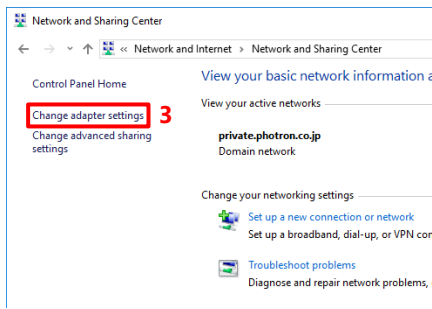 Network and Sharing Center
« Network and Internet > Network and Sharing Center
Control Panel Home
Change adapter settings 3
Change advanced sharing
settings
View your basic network information a
View your active networks
private.photron.co.jp
Domain network
Change your networking settings
Set up a new connection or network
Set up a broadband, dial-up, or VPN con
Troubleshoot problems
Diagnose and repair network problems,